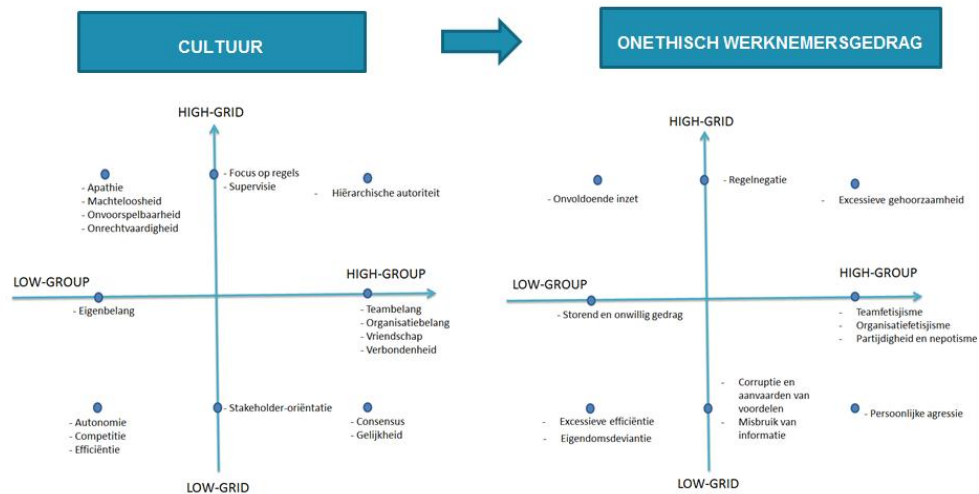 CULTUUR
ONETHISCH WERKNEMERSGEDRAG
HIGH-GRID
- Apathie
- Machteloosheid
- Onvoorspelbaarheid
- Onrechtvaardigheid
- Focus op regels
- Supervisie
- Hiërarchische autoriteit
LOW-GROUP
HIGH-GROUP
- Eigenbelang
- Teambelang
- Organisatiebelang
- Vriendschap
- Verbondenheid
- Autonomie
- Competitie
- Efficiëntie
- Stakeholder-oriëntatie
- Consensus
- Gelijkheid
LOW-GRID
HIGH-GRID
- Onvoldoende inzet
- Regelnegatie
- Excessieve gehoorzaamheid
LOW-GROUP
HIGH-GROUP
- Storend en onwillig gedrag
- Teamfetisjisme
- Organisatiefetisjisme
- Partijdigheid en nepotisme
- Excessieve efficiëntie
- Eigendomsdeviantie
- Corruptie en
aanvaarden van
voordelen
- Misbruik van
informatie
- Persoonlijke agressie
LOW-GRID